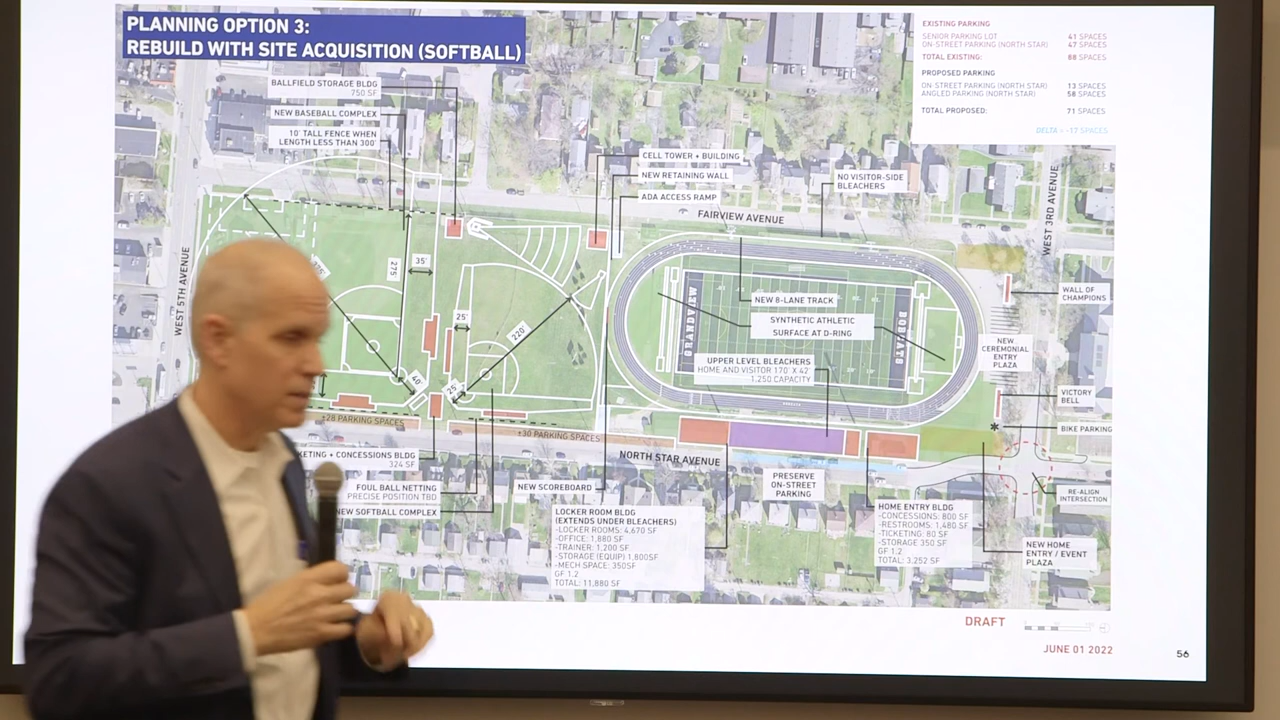 PLANNING OPTION 3:
REBUILD WITH SITE ACQUISITION (SOFTBALL)
EXISTING PARKING
SENIOR PARKING LOT 41 SPACES
ON-STREET PARKING (NORTH STAR) 47 SPACES
TOTAL EXISTING: 88 SPACES
PROPOSED PARKING
ON-STREET PARKING (NORTH STAR) 13 SPACES
ANGLED PARKING (NORTH STAR) 58 SPACES
TOTAL PROPOSED: 71 SPACES
DELTA = -17 SPACES
BALLFIELD STORAGE BLDG
750 SF
NEW BASEBALL COMPLEX
10' TALL FENCE WHEN
LENGTH LESS THAN 300'
CELL TOWER + BUILDING
NEW RETAINING WALL
ADA ACCESS RAMP
NO VISITOR-SIDE
BLEACHERS
FAIRVIEW AVENUE
WEST 3RD AVENUE
WEST 5TH AVENUE
275'
35'
25'
220'
40'
25'
GRANDVIEW
BOBCATS
NEW 8-LANE TRACK
SYNTHETIC ATHLETIC
SURFACE AT D-RING
UPPER LEVEL BLEACHERS
HOME AND VISITOR 170' X 42'
1,250 CAPACITY
WALL OF
CHAMPIONS
NEW
CEREMONIAL
ENTRY
PLAZA
VICTORY
BELL
BIKE PARKING
±28 PARKING SPACES
±30 PARKING SPACES
NORTH STAR AVENUE
KETING + CONCESSIONS BLDG
324 SF
FOUL BALL NETTING
PRECISE POSITION TBD
NEW SOFTBALL COMPLEX
NEW SCOREBOARD
PRESERVE
ON-STREET
PARKING
RE-ALIGN
INTERSECTION
LOCKER ROOM BLDG
(EXTENDS UNDER BLEACHERS)
-LOCKER ROOMS: 4,670 SF
-OFFICE: 1,880 SF
-TRAINER: 1,200 SF
-STORAGE (EQUIP) 1,800SF
-MECH SPACE: 350SF
GF 1.2
TOTAL: 11,880 SF
HOME ENTRY BLDG
-CONCESSIONS: 800 SF
-RESTROOMS: 1,480 SF
-TICKETING: 80 SF
-STORAGE 350 SF
GF 1.2
TOTAL: 3,252 SF
NEW HOME
ENTRY / EVENT
PLAZA
DRAFT
JUNE 01 2022
56